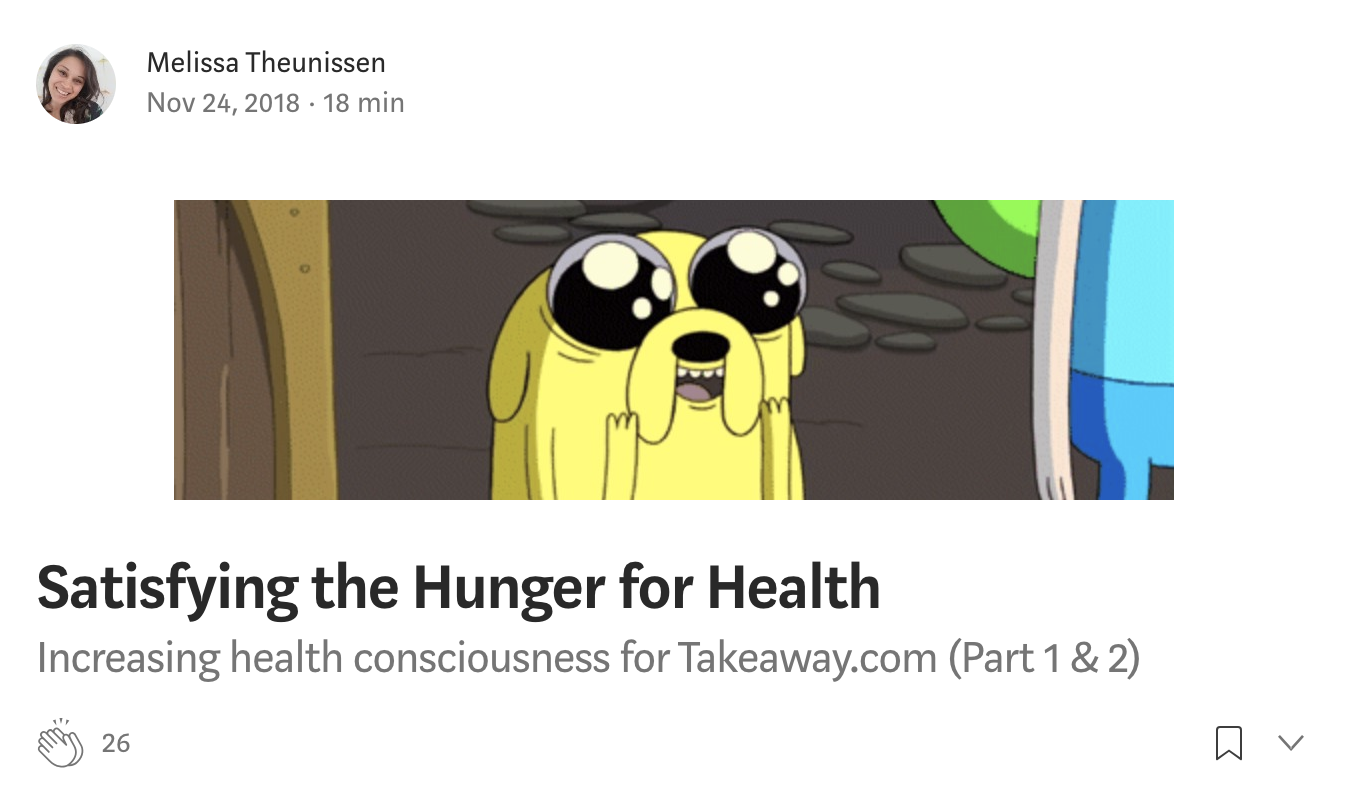 Melissa Theunissen
Nov 24, 2018 · 18 min
Satisfying the Hunger for Health
Increasing health consciousness for Takeaway.com (Part 1 & 2)
26